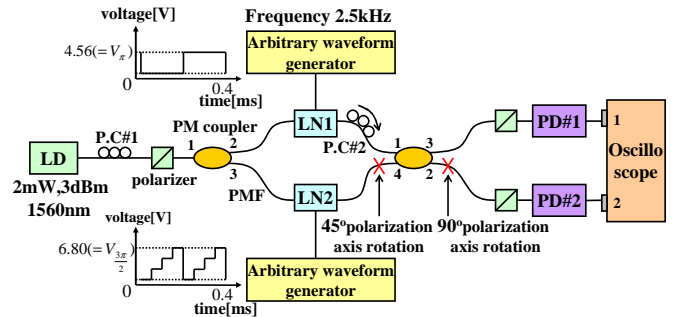 voltage[V]
4.56(=Vπ)
0
0.4
time[ms]
Frequency 2.5kHz
Arbitrary waveform
generator
LN1
P.C#1
PM coupler
1
2
3
LD
polarizer
2mW,3dBm
1560nm
PMF
P.C#2
1
3
4
2
PD#1
PD#2
1
Oscillo
scope
2
LN2
45°polarization
axis rotation
90°polarization
axis rotation
voltage[V]
6.80(=V3π/2)
0
0.4
time[ms]
Arbitrary waveform
generator